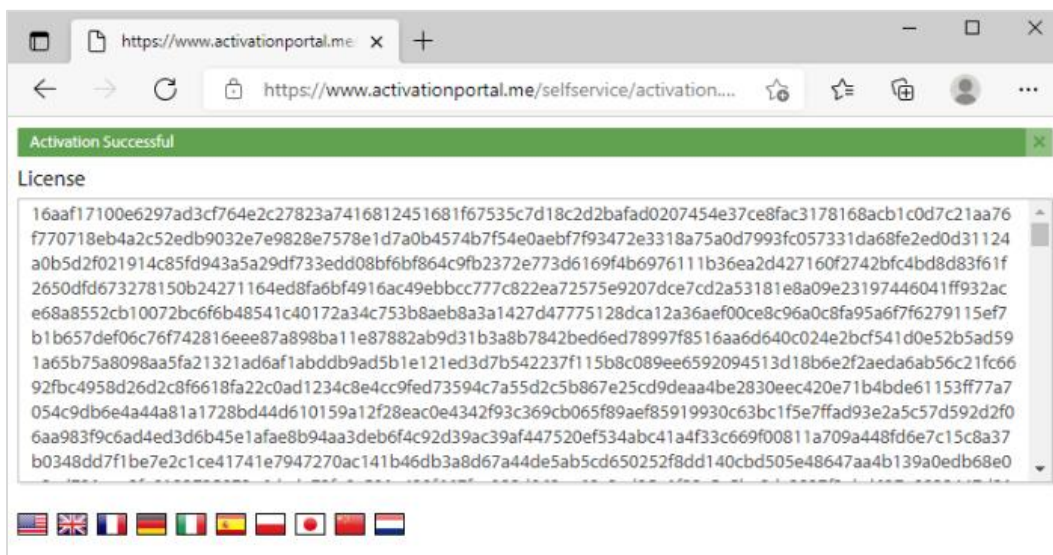 https://www.activationportal.me
https://www.activationportal.me/selfservice/activation....
Activation Successful
License
16aaf17100e6297ad3cf764e2c27823a7416812451681f67535c7d18c2d2bafad0207454e37ce8fac3178168acb1c0d7c21aa76
f770718eb4a2c52edb9032e7e9828e7578e1d7a0b4574b7f54e0aebf7f93472e3318a75a0d7993fc057331da68fe2ed0d31124
a0b5d2f021914c85fd943a5a29df733edd08bf6bf864c9fb2372e773d6169f4b6976111b36ea2d427160f2742bfc4bd8d83f61f
2650dfd673278150b24271164ed8fa6bf4916ac49ebbcc777c822ea72575e9207dce7cd2a53181e8a09e23197446041ff932ac
e68a8552cb10072bc6f6b48541c40172a34c753b8aeb8a3a1427d47775128dca12a36aef00ce8c96a0c8fa95a6f7f6279115ef7
b1b657def06c76f742816eee87a898ba11e87882ab9d31b3a8b7842bed6ed78997f8516aa6d640c024e2bcf541d0e52b5ad59
1a65b75a8098aa5fa21321ad6af1abddb9ad5b1e121ed3d7b542237f115b8c089ee6592094513d18b6e2f2aeda6ab56c21fc66
92fbc4958d26d2c8f6618fa22c0ad1234c8e4cc9fed73594c7a55d2c5b867e25cd9deaa4be2830eec420e71b4bde61153ff77a7
054c9db6e4a44a81a1728bd44d610159a12f28eac0e4342f93c369cb065f89aef85919930c63bc1f5e7ffad93e2a5c57d592d2f0
6aa983f9c6ad4ed3d6b45e1afae8b94aa3deb6f4c92d39ac39af447520ef534abc41a4f33c669f00811a709a448fd6e7c15c8a37
b0348dd7f1be7e2c1ce41741e7947270ac141b46db3a8d67a44de5ab5cd650252f8dd140cbd505e48647aa4b139a0edb68e0